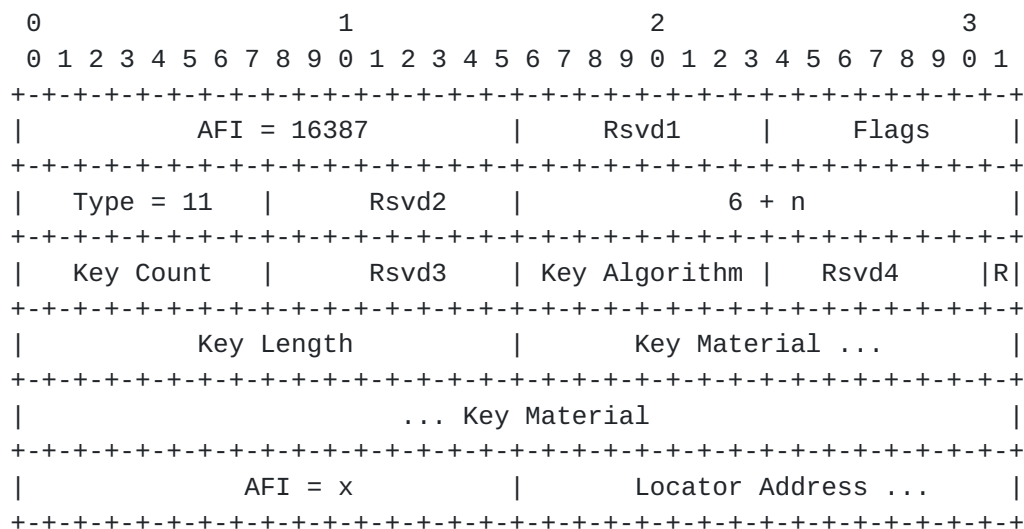 0                   1                   2                   3
 0 1 2 3 4 5 6 7 8 9 0 1 2 3 4 5 6 7 8 9 0 1 2 3 4 5 6 7 8 9 0 1
+-+-+-+-+-+-+-+-+-+-+-+-+-+-+-+-+-+-+-+-+-+-+-+-+-+-+-+-+-+-+-+-+
|           AFI = 16387         |     Rsvd1     |     Flags     |
+-+-+-+-+-+-+-+-+-+-+-+-+-+-+-+-+-+-+-+-+-+-+-+-+-+-+-+-+-+-+-+-+
|   Type = 11   |      Rsvd2    |             6 + n             |
+-+-+-+-+-+-+-+-+-+-+-+-+-+-+-+-+-+-+-+-+-+-+-+-+-+-+-+-+-+-+-+-+
|   Key Count   |      Rsvd3    | Key Algorithm |   Rsvd4     |R|
+-+-+-+-+-+-+-+-+-+-+-+-+-+-+-+-+-+-+-+-+-+-+-+-+-+-+-+-+-+-+-+-+
|           Key Length          |       Key Material ...        |
+-+-+-+-+-+-+-+-+-+-+-+-+-+-+-+-+-+-+-+-+-+-+-+-+-+-+-+-+-+-+-+-+
|                        ... Key Material                       |
+-+-+-+-+-+-+-+-+-+-+-+-+-+-+-+-+-+-+-+-+-+-+-+-+-+-+-+-+-+-+-+-+
|              AFI = x          |       Locator Address ...     |
+-+-+-+-+-+-+-+-+-+-+-+-+-+-+-+-+-+-+-+-+-+-+-+-+-+-+-+-+-+-+-+-+